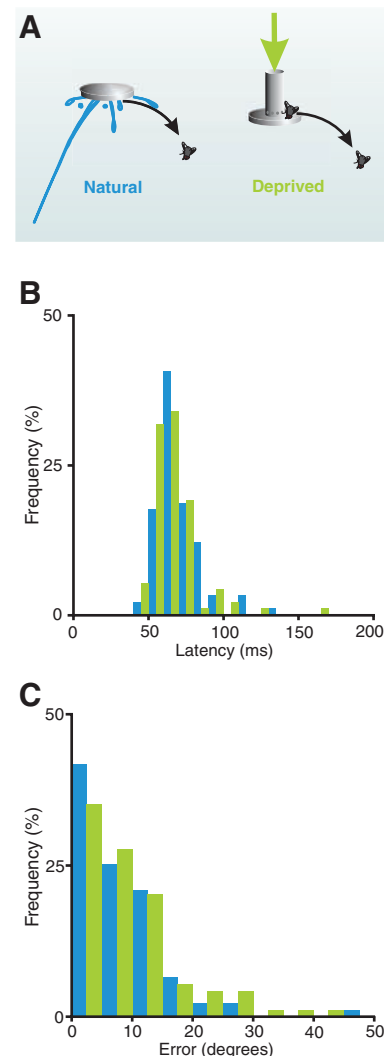 A
Natural
Deprived
B
50
25
0
Frequency (%)
0 50 100 150 200
Latency (ms)
C
50
25
0
Frequency (%)
0 10 20 30 40 50
Error (degrees)